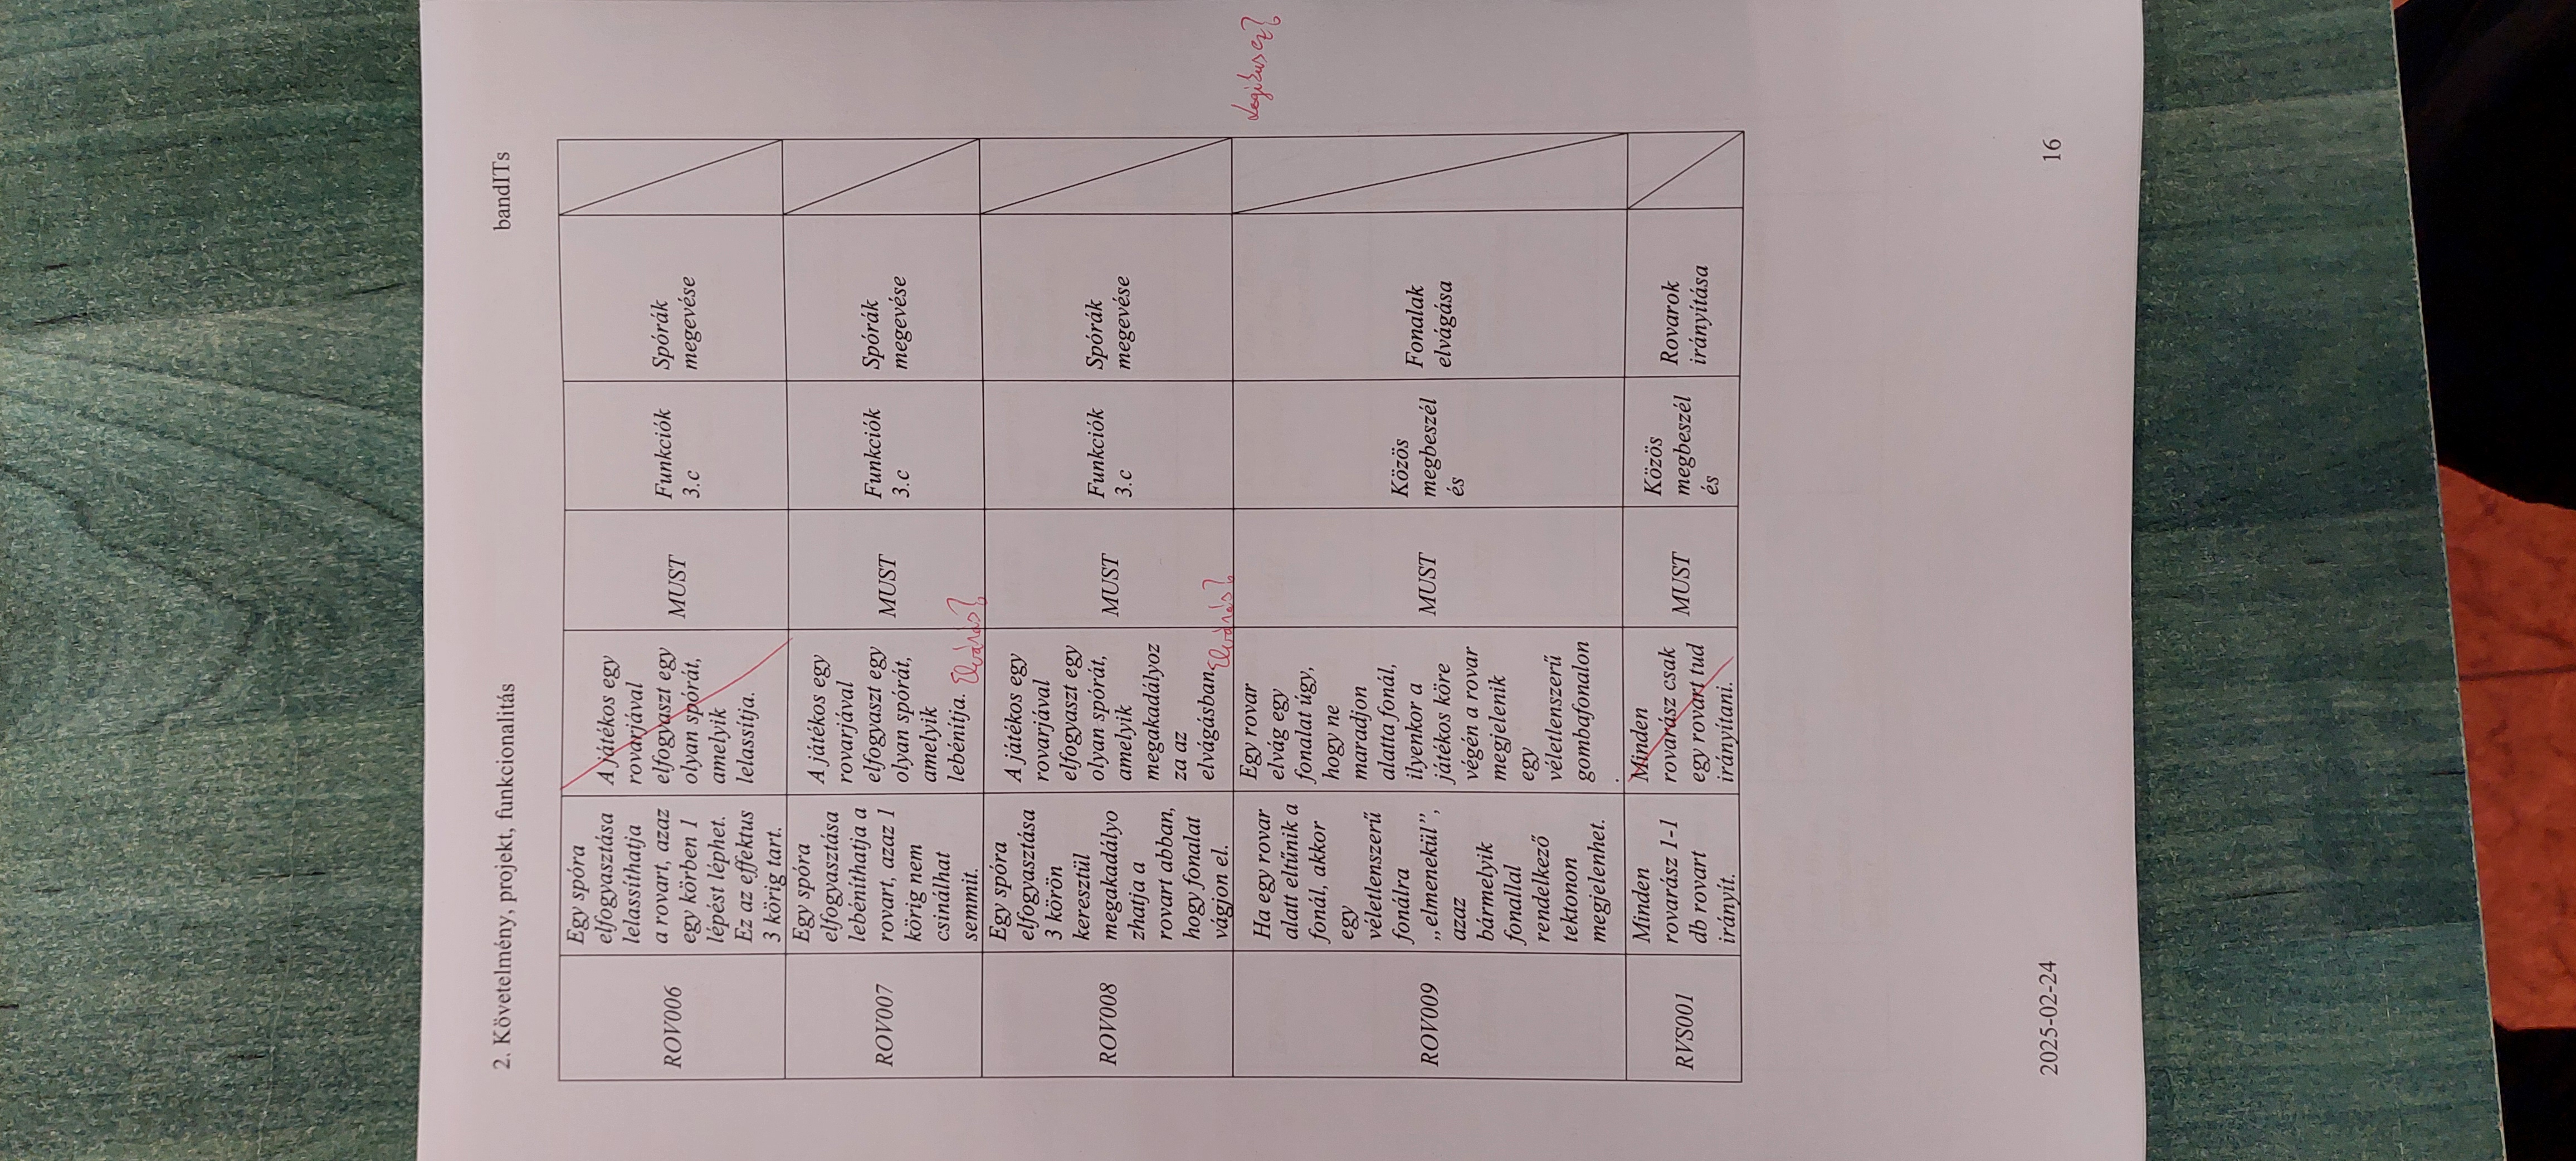 2. Követelmény, projekt, funkcionalitás
bandITs
ROV006
Egy spóra
elfogyasztása
lelassíthatja
a rovart, azaz
egy körben 1
lépést léphet.
Ez az effektus
3 körig tart.
A játékos egy
rovarjával
elfogyaszt egy
olyan spórát,
amelyik
lelassítja.
MUST
Funkciók
3.c
Spórák
megevése
ROV007
Egy spóra
elfogyasztása
lebéníthatja a
rovart, azaz 1
körig nem
csinálhat
semmit.
A játékos egy
rovarjával
elfogyaszt egy
olyan spórát,
amelyik
lebénítja.
Elvárás?
MUST
Funkciók
3.c
Spórák
megevése
ROV008
Egy spóra
elfogyasztása
3 körön
keresztül
megakadályo
zhatja a
rovart abban,
hogy fonalat
vágjon el.
A játékos egy
rovarjával
elfogyaszt egy
olyan spórát,
amelyik
megakadályoz
za az
elvágásban.
Elvárás?
MUST
Funkciók
3.c
Spórák
megevése
ROV009
Ha egy rovar
alatt eltűnik a
fonál, akkor
egy
véletlenszerű
fonálra
„elmenekül”,
azaz
bármelyik
fonallal
rendelkező
tektonon
megjelenhet.
Egy rovar
elvág egy
fonalat úgy,
hogy ne
maradjon
alatta fonál,
ilyenkor a
játékos köre
végén a rovar
megjelenik
egy
véletlenszerű
gombafonalon
.
MUST
Közös
megbeszél
és
Fonalak
elvágása
Logikus ez?
RVS001
Minden
rovarász 1-1
db rovart
irányít.
Minden
rovarász csak
egy rovart tud
irányítani.
MUST
Közös
megbeszél
és
Rovarok
irányítása
2025-02-24
16